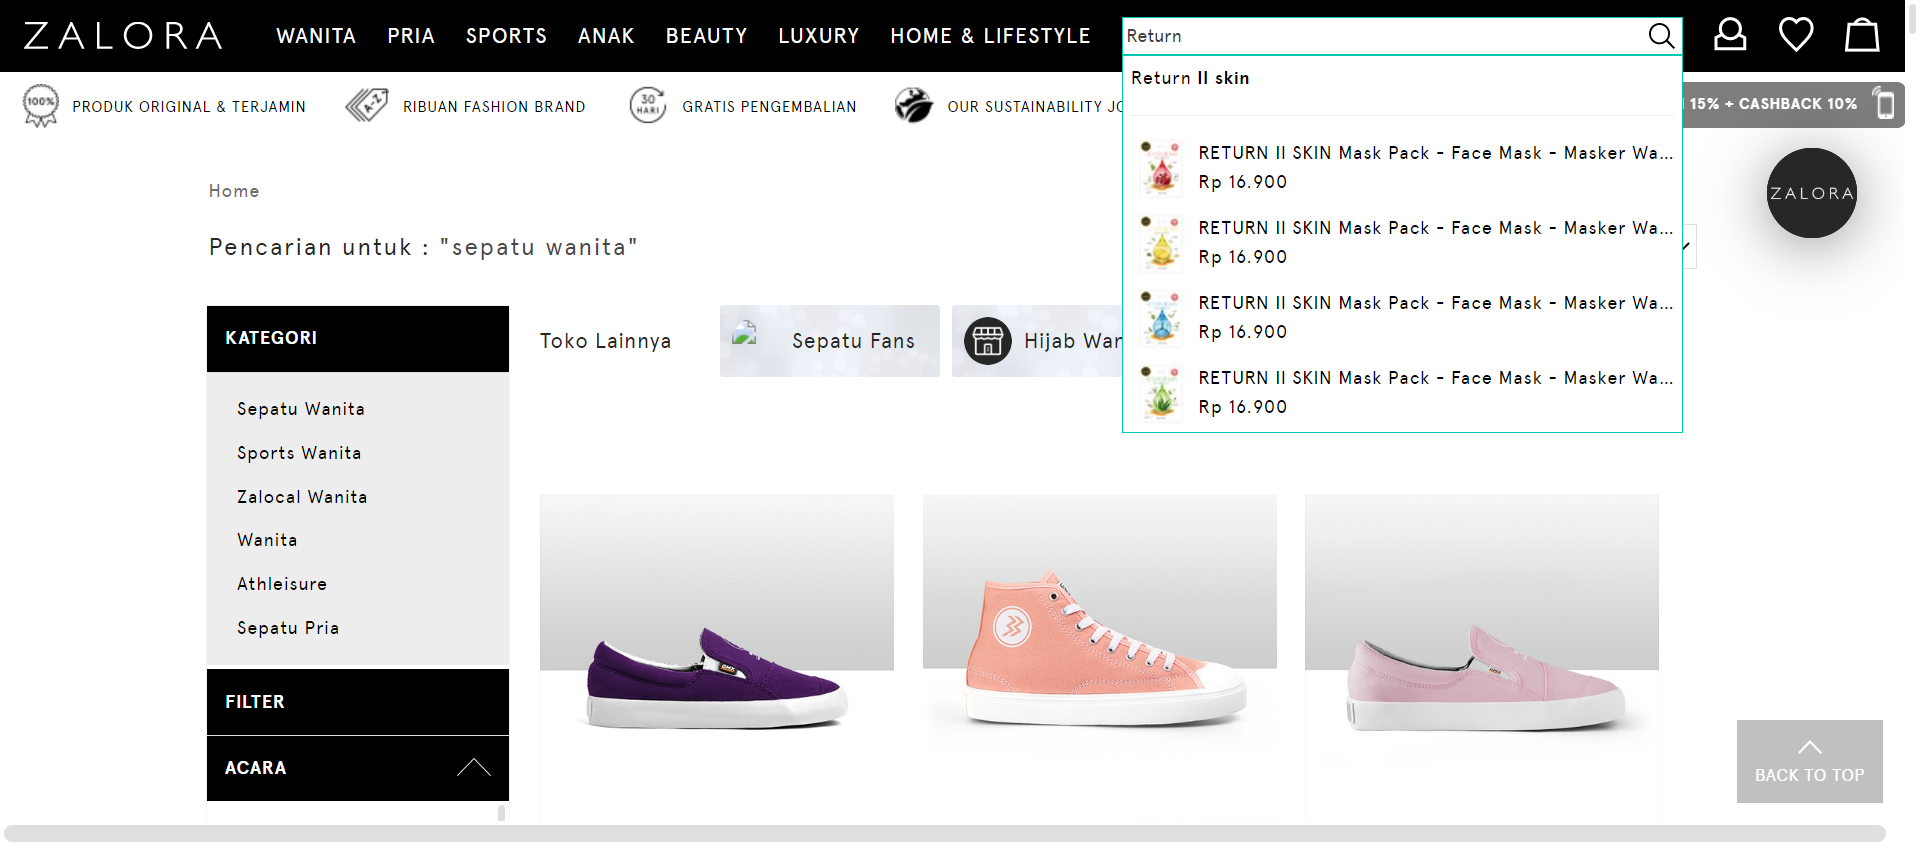 ZALORA
WANITA PRIA SPORTS ANAK BEAUTY LUXURY HOME & LIFESTYLE
Return
Return II skin
RETURN II SKIN Mask Pack - Face Mask - Masker Wa...
Rp 16.900
RETURN II SKIN Mask Pack - Face Mask - Masker Wa...
Rp 16.900
RETURN II SKIN Mask Pack - Face Mask - Masker Wa...
Rp 16.900
RETURN II SKIN Mask Pack - Face Mask - Masker Wa...
Rp 16.900
100% PRODUK ORIGINAL & TERJAMIN
A-Z RIBUAN FASHION BRAND
30 HARI GRATIS PENGEMBALIAN
OUR SUSTAINABILITY
15% + CASHBACK 10%
ZALORA
Home
Pencarian untuk : "sepatu wanita"
KATEGORI
Sepatu Wanita
Sports Wanita
Zalocal Wanita
Wanita
Athleisure
Sepatu Pria
FILTER
ACARA
Toko Lainnya
Sepatu Fans
Hijab
BACK TO TOP